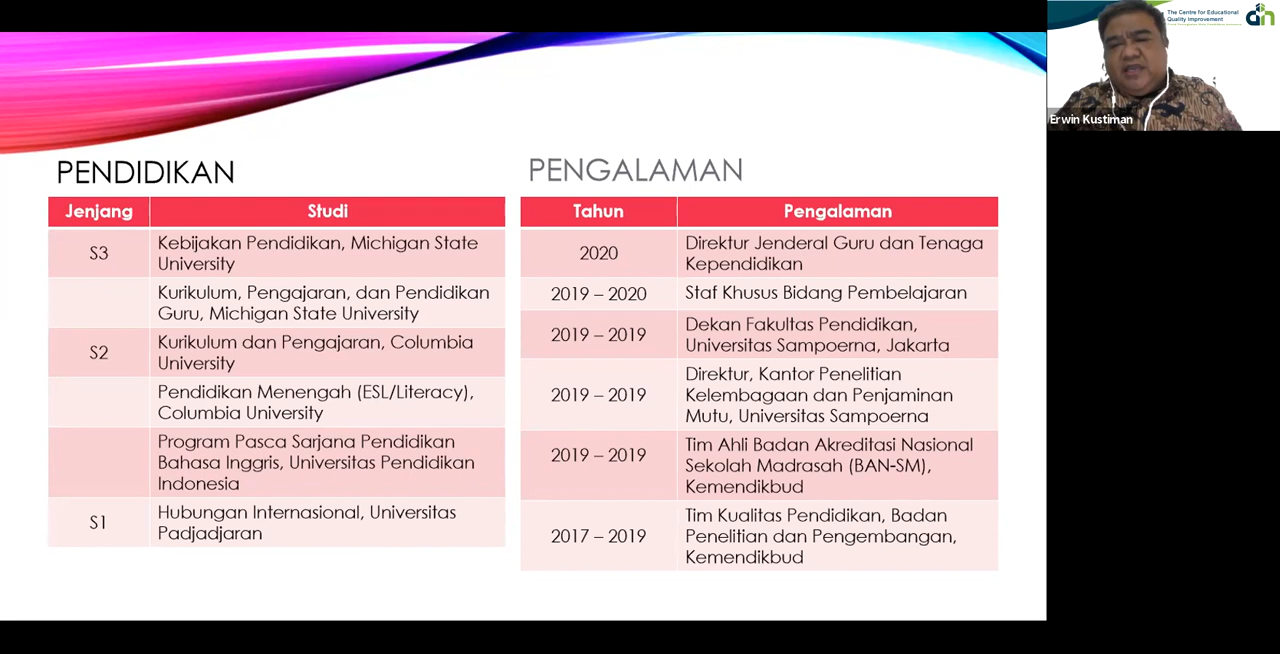 The Centre for Educational
Quality Improvement
Erwin Kustiman
PENDIDIKAN
Jenjang Studi
S3
Kebijakan Pendidikan, Michigan State
University
Kurikulum, Pengajaran, dan Pendidikan
Guru, Michigan State University
S2
Kurikulum dan Pengajaran, Columbia
University
Pendidikan Menengah (ESL/Literacy),
Columbia University
Program Pasca Sarjana Pendidikan
Bahasa Inggris, Universitas Pendidikan
Indonesia
S1
Hubungan Internasional, Universitas
Padjadjaran
PENGALAMAN
Tahun Pengalaman
2020
Direktur Jenderal Guru dan Tenaga
Kependidikan
2019 – 2020 Staf Khusus Bidang Pembelajaran
2019 – 2019
Dekan Fakultas Pendidikan,
Universitas Sampoerna, Jakarta
2019 – 2019
Direktur, Kantor Penelitian
Kelembagaan dan Penjaminan
Mutu, Universitas Sampoerna
2019 – 2019
Tim Ahli Badan Akreditasi Nasional
Sekolah Madrasah (BAN-SM),
Kemendikbud
2017 – 2019
Tim Kualitas Pendidikan, Badan
Penelitian dan Pengembangan,
Kemendikbud